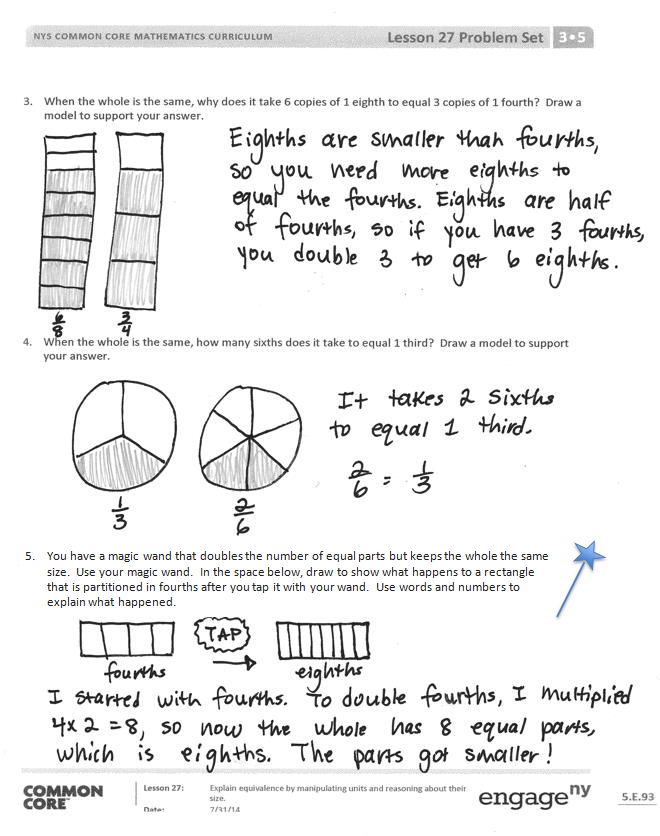 NYS COMMON CORE MATHEMATICS CURRICULUM
Lesson 27 Problem Set 3•5
3. When the whole is the same, why does it take 6 copies of 1 eighth to equal 3 copies of 1 fourth? Draw a
model to support your answer.
Eighths are smaller than fourths,
so you need more eighths to
equal the fourths. Eighths are half
of fourths, so if you have 3 fourths,
you double 3 to get 6 eighths.
6/8 3/4
4. When the whole is the same, how many sixths does it take to equal 1 third? Draw a model to support
your answer.
It takes 2 sixths
to equal 1 third.
2/6 = 1/3
1/3 2/6
5. You have a magic wand that doubles the number of equal parts but keeps the whole the same
size. Use your magic wand. In the space below, draw to show what happens to a rectangle
that is partitioned in fourths after you tap it with your wand. Use words and numbers to
explain what happened.
TAP
fourths eighths
I started with fourths. To double fourths, I multiplied
4x2=8, so now the whole has 8 equal parts,
which is eighths. The parts got smaller!
COMMON
CORE™
Lesson 27:
Explain equivalence by manipulating units and reasoning about their
size.
Date:
7/31/14
engage ny
5.E.93